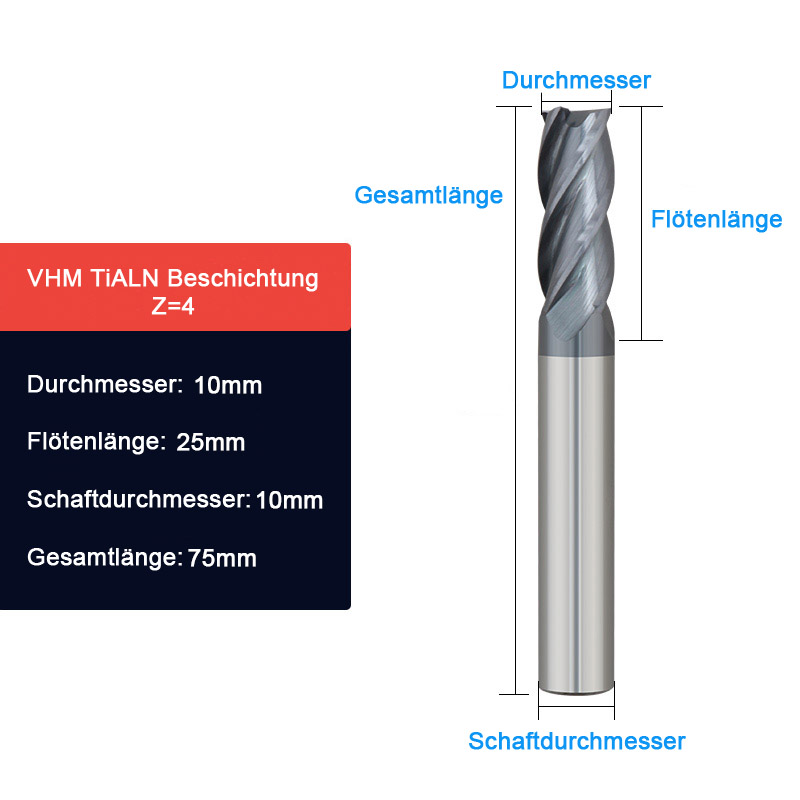 Durchmesser
Gesamtlänge
Flötenlänge
VHM TiALN Beschichtung
Z=4
Durchmesser: 10mm
Flötenlänge: 25mm
Schaftdurchmesser: 10mm
Gesamtlänge: 75mm
Schaftdurchmesser